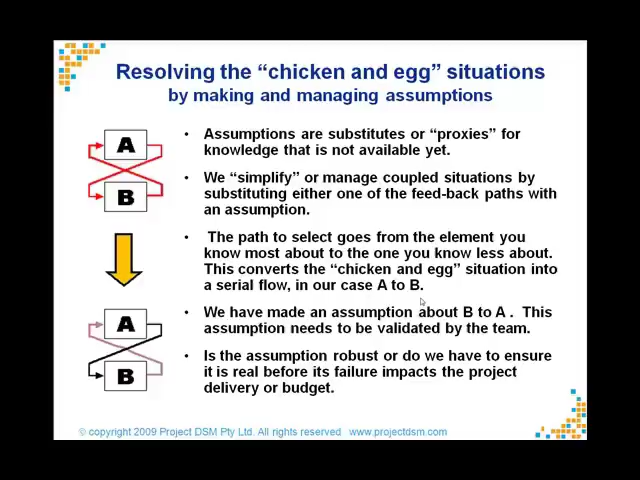 Resolving the “chicken and egg” situations
by making and managing assumptions
A
B
• Assumptions are substitutes or “proxies” for
knowledge that is not available yet.
• We “simplify” or manage coupled situations by
substituting either one of the feed-back paths with
an assumption.
• The path to select goes from the element you
know most about to the one you know less about.
This converts the “chicken and egg” situation into
a serial flow, in our case A to B.
A
B
• We have made an assumption about B to A . This
assumption needs to be validated by the team.
• Is the assumption robust or do we have to ensure
it is real before its failure impacts the project
delivery or budget.
© copyright 2009 Project DSM Pty Ltd. All rights reserved www.projectdsm.com